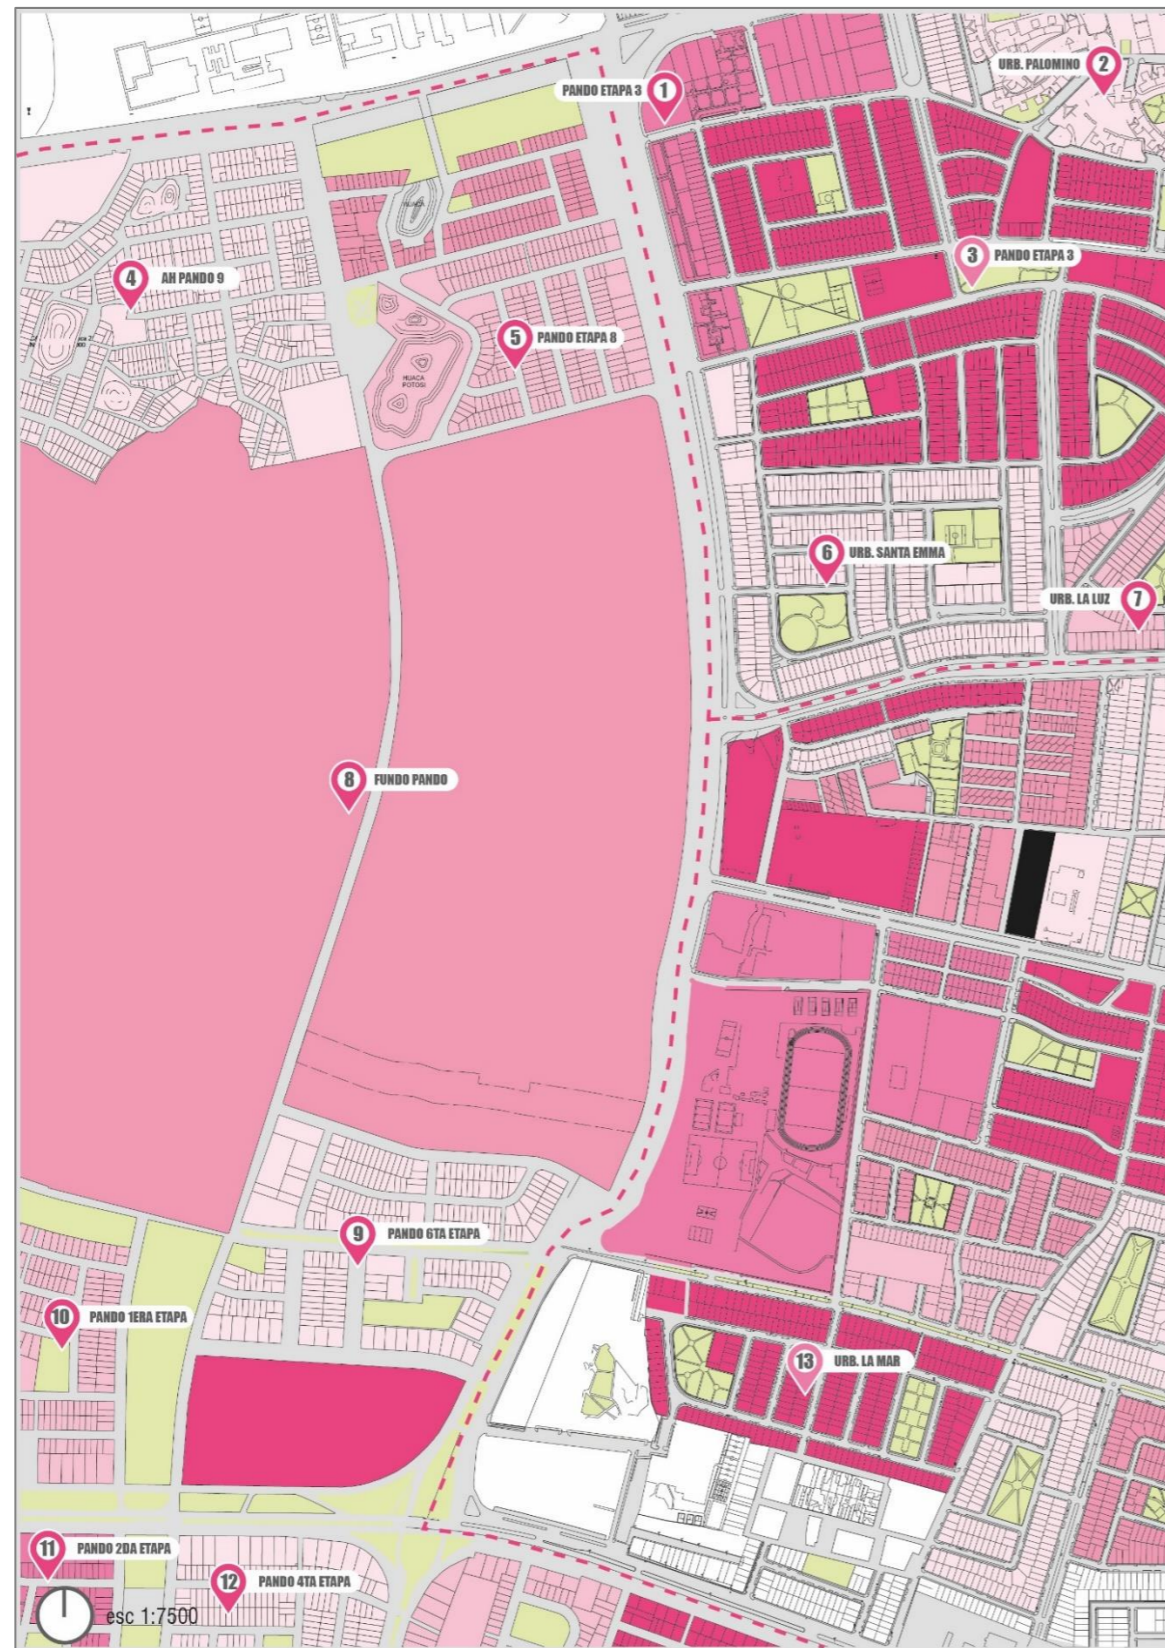 URB. PALOMINO 2
PANDO ETAPA 3 1
HUACA
3 PANDO ETAPA 3
4 AH PANDO 9
5 PANDO ETAPA 8
HUACA
POTOSI
6 URB. SANTA EMMA
URB. LA LUZ 7
8 FUNDO PANDO
9 PANDO 6TA ETAPA
10 PANDO 1ERA ETAPA
13 URB. LA MAR
11 PANDO 2DA ETAPA
12 PANDO 4TA ETAPA
esc 1:7500